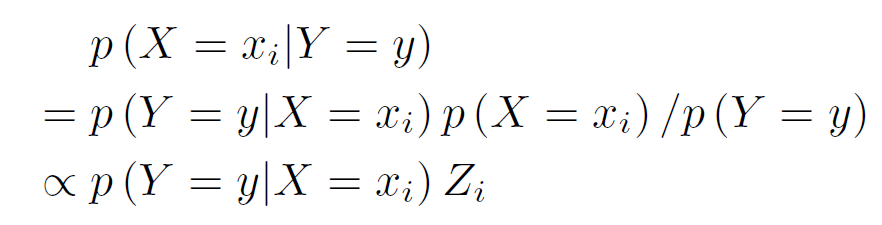 p (X = x_i|Y = y)
= p (Y = y|X = x_i) p (X = x_i) /p (Y = y)
∝ p (Y = y|X = x_i) Z_i